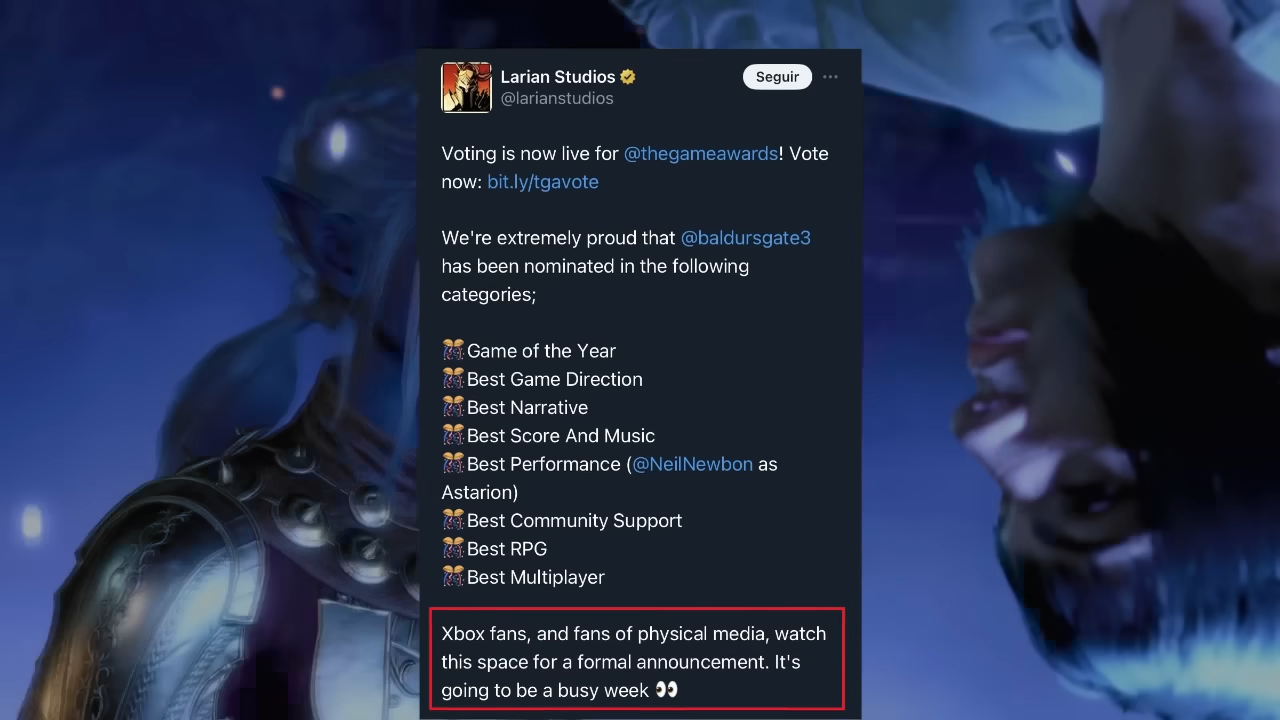 Larian Studios
Seguir
@larianstudios
Voting is now live for @thegameawards! Vote
now: bit.ly/tgavote
We're extremely proud that @baldursgate3
has been nominated in the following
categories;
Game of the Year
Best Game Direction
Best Narrative
Best Score And Music
Best Performance (@NeilNewbon as
Astarion)
Best Community Support
Best RPG
Best Multiplayer
Xbox fans, and fans of physical media, watch
this space for a formal announcement. It's
going to be a busy week 👀